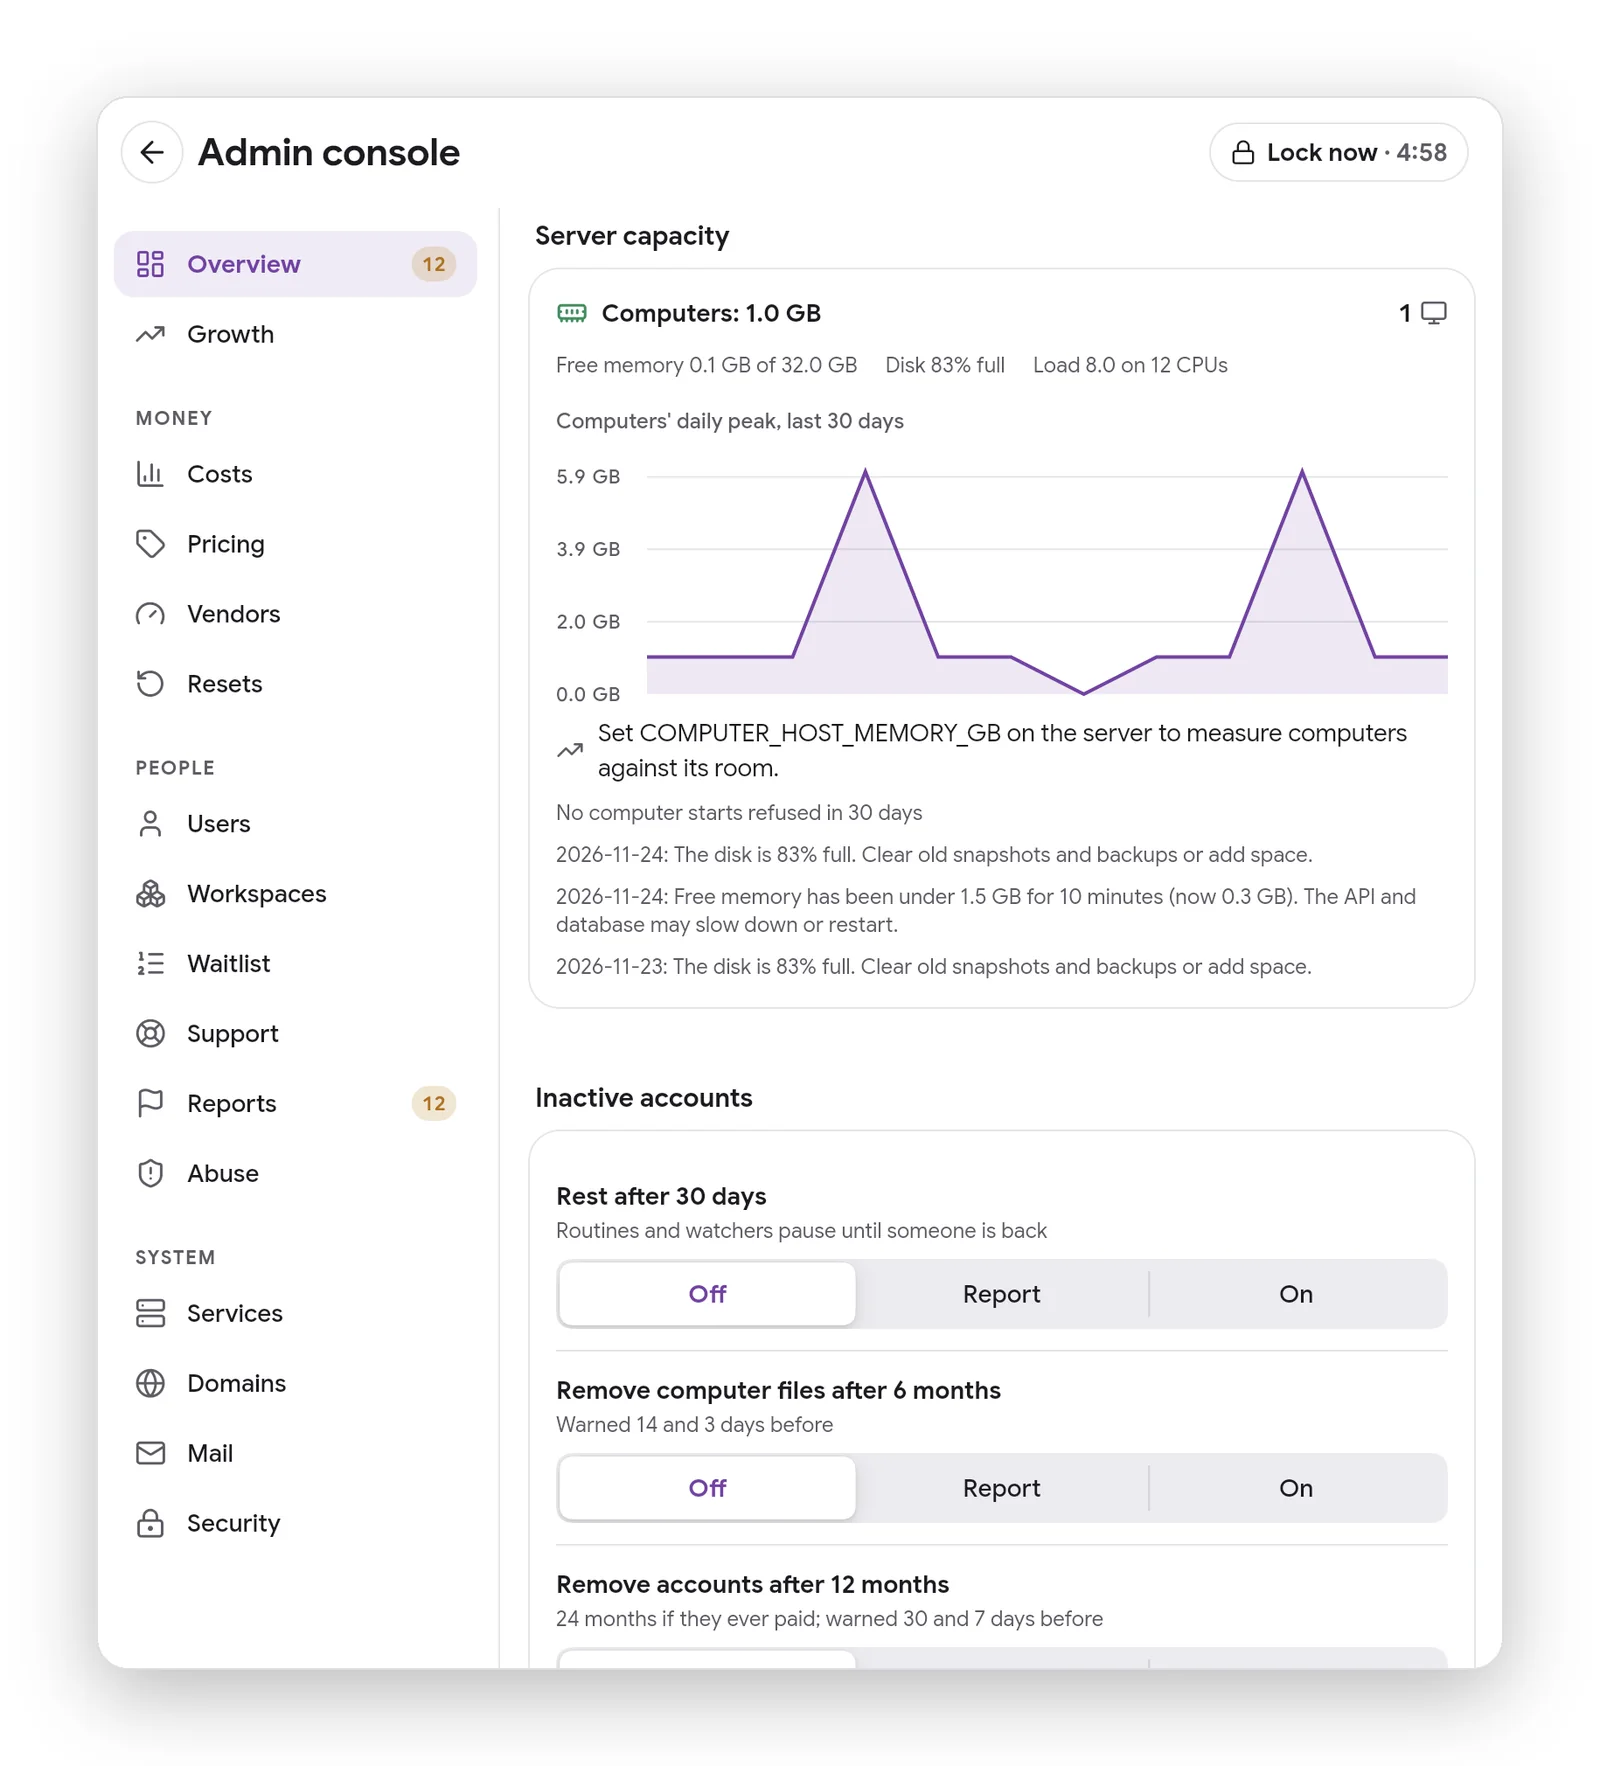 Admin console
Lock now · 4:58
Overview 12
Growth
MONEY
Costs
Pricing
Vendors
Resets
PEOPLE
Users
Workspaces
Waitlist
Support
Reports 12
Abuse
SYSTEM
Services
Domains
Mail
Security
Server capacity
Computers: 1.0 GB
1
Free memory 0.1 GB of 32.0 GB Disk 83% full Load 8.0 on 12 CPUs
Computers' daily peak, last 30 days
5.9 GB
3.9 GB
2.0 GB
0.0 GB
Set COMPUTER_HOST_MEMORY_GB on the server to measure computers
against its room.
No computer starts refused in 30 days
2026-11-24: The disk is 83% full. Clear old snapshots and backups or add space.
2026-11-24: Free memory has been under 1.5 GB for 10 minutes (now 0.3 GB). The API and
database may slow down or restart.
2026-11-23: The disk is 83% full. Clear old snapshots and backups or add space.
Inactive accounts
Rest after 30 days
Routines and watchers pause until someone is back
Off Report On
Remove computer files after 6 months
Warned 14 and 3 days before
Off Report On
Remove accounts after 12 months
24 months if they ever paid; warned 30 and 7 days before